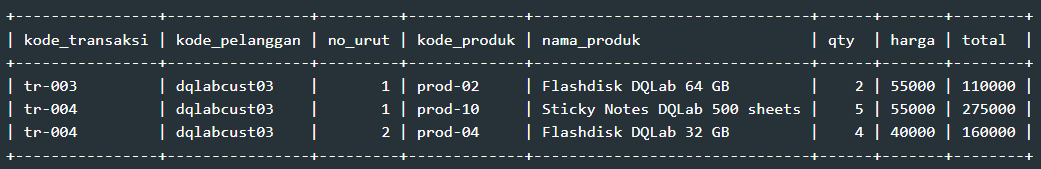 +----------------+----------------+---------+-------------+------------------------------+------+-------+--------+
| kode_transaksi | kode_pelanggan | no_urut | kode_produk | nama_produk                  | qty  | harga | total  |
+----------------+----------------+---------+-------------+------------------------------+------+-------+--------+
| tr-003         | dqlabcust03    |       1 | prod-02     | Flashdisk DQLab 64 GB        |    2 | 55000 | 110000 |
| tr-004         | dqlabcust03    |       1 | prod-10     | Sticky Notes DQLab 500 sheets |    5 | 55000 | 275000 |
| tr-004         | dqlabcust03    |       2 | prod-04     | Flashdisk DQLab 32 GB        |    4 | 40000 | 160000 |
+----------------+----------------+---------+-------------+------------------------------+------+-------+--------+